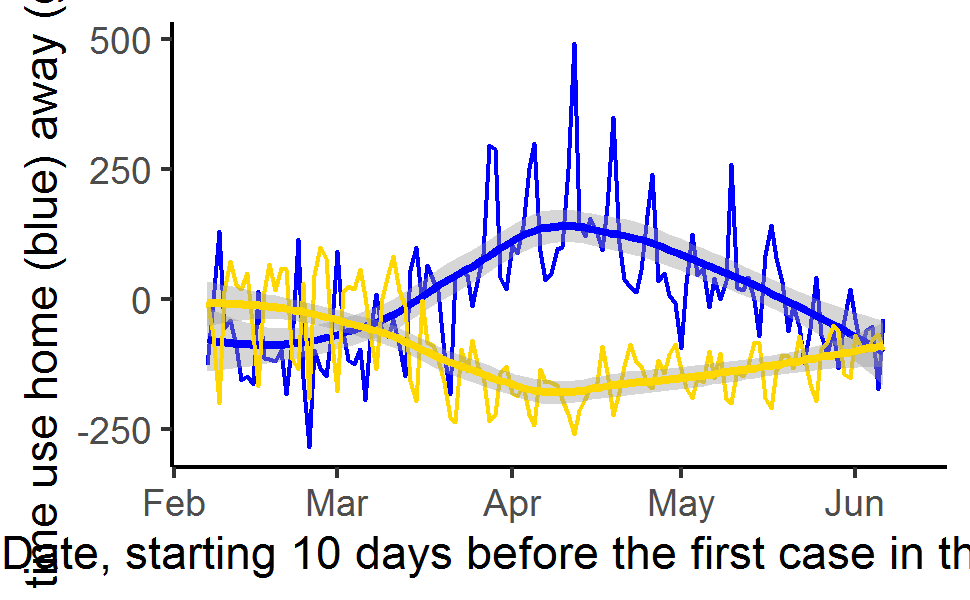 time use home (blue) away (
500
250
0
-250
Feb Mar Apr May Jun
Date, starting 10 days before the first case in th